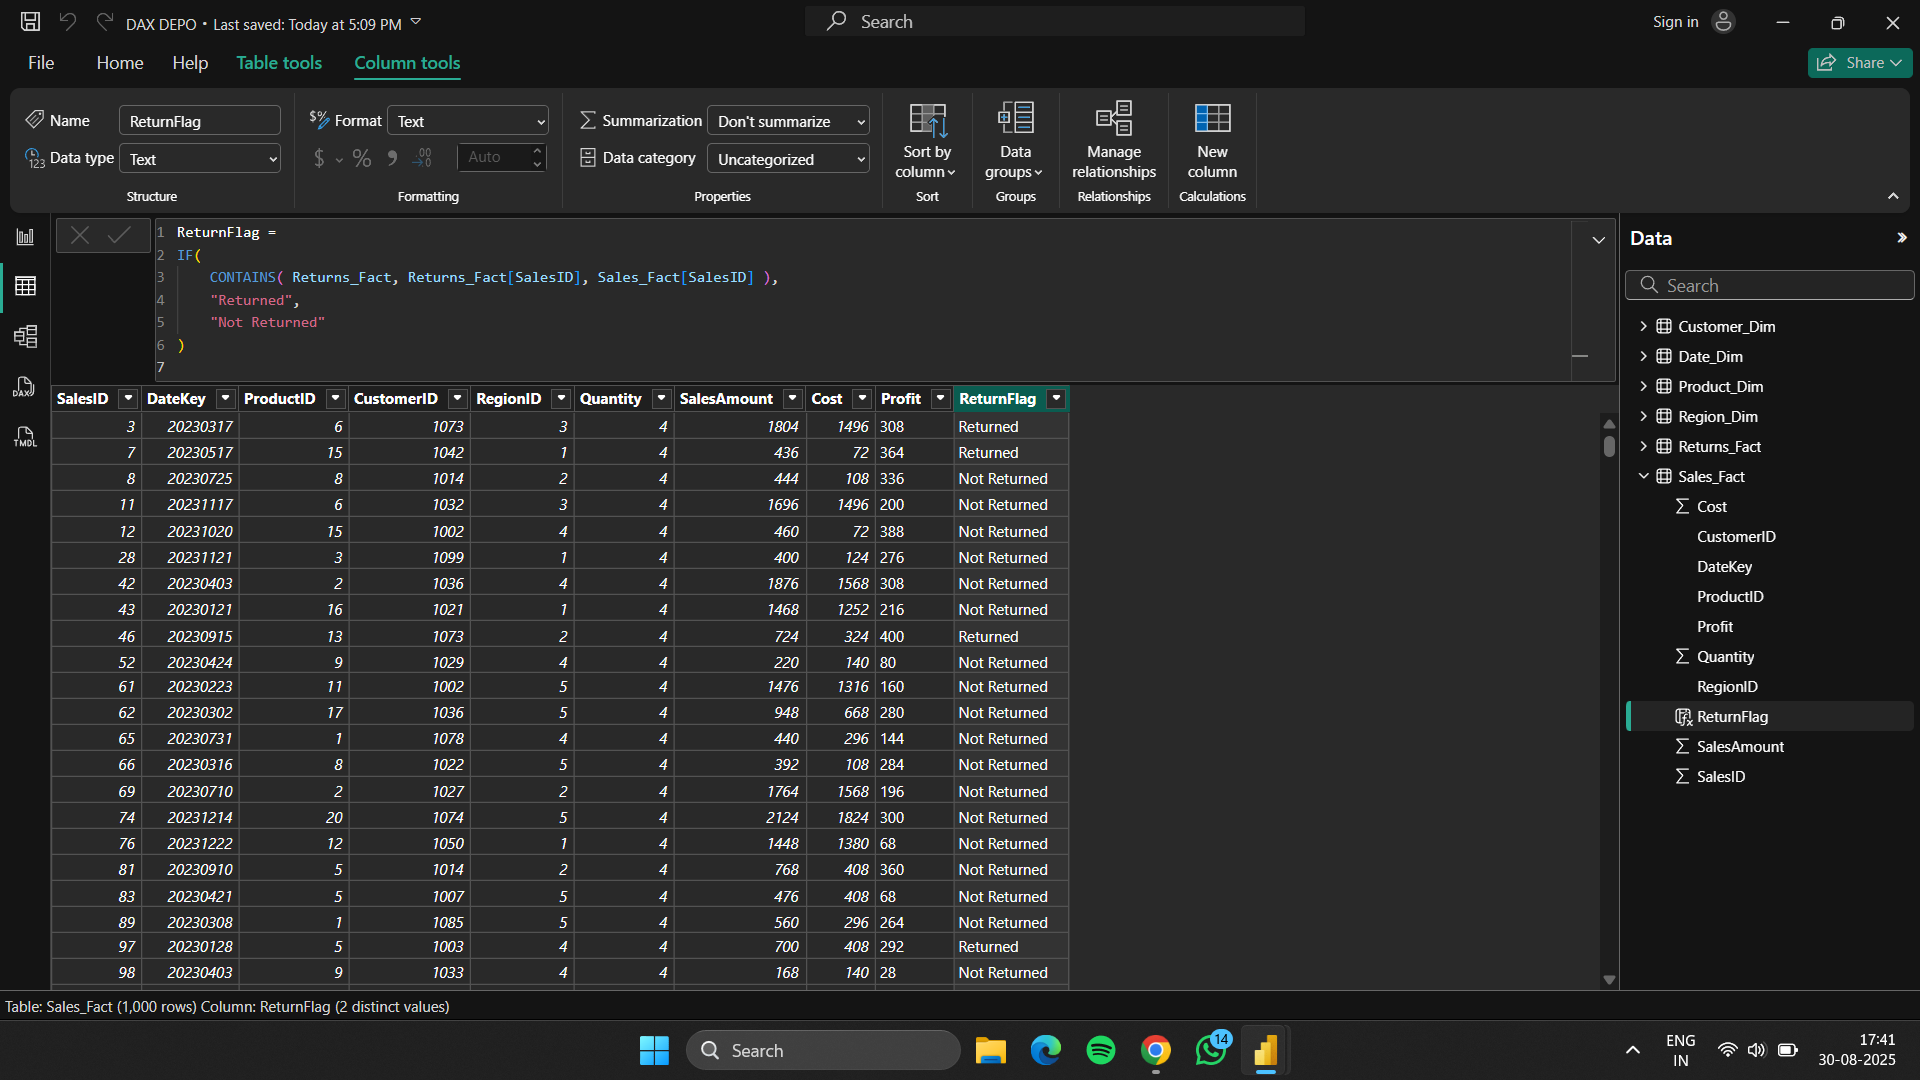 DAX DEPO • Last saved: Today at 5:09 PM
Search
Sign in
File Home Help Table tools Column tools
Share
Name ReturnFlag
Data type Text
Structure
Format Text
$ % Auto
Formatting
Summarization Don't summarize
Data category Uncategorized
Properties
Sort by column
Sort
Data groups
Groups
Manage relationships
Relationships
New column
Calculations
1 ReturnFlag =
2 IF(
3 CONTAINS( Returns_Fact, Returns_Fact[SalesID], Sales_Fact[SalesID] ),
4 "Returned",
5 "Not Returned"
6 )
7
SalesID DateKey ProductID CustomerID RegionID Quantity SalesAmount Cost Profit ReturnFlag
3 20230317 6 1073 3 4 1804 1496 308 Returned
7 20230517 15 1042 1 4 436 72 364 Returned
8 20230725 8 1014 2 4 444 108 336 Not Returned
11 20231117 6 1032 3 4 1696 1496 200 Not Returned
12 20231020 15 1002 4 4 460 72 388 Not Returned
28 20231121 3 1099 1 4 400 124 276 Not Returned
42 20230403 2 1036 4 4 1876 1568 308 Not Returned
43 20230121 16 1021 1 4 1468 1252 216 Not Returned
46 20230915 13 1073 2 4 724 324 400 Returned
52 20230424 9 1029 4 4 220 140 80 Not Returned
61 20230223 11 1002 5 4 1476 1316 160 Not Returned
62 20230302 17 1036 5 4 948 668 280 Not Returned
65 20230731 1 1078 4 4 440 296 144 Not Returned
66 20230316 8 1022 5 4 392 108 284 Not Returned
69 20230710 2 1027 2 4 1764 1568 196 Not Returned
74 20231214 20 1074 5 4 2124 1824 300 Not Returned
76 20231222 12 1050 1 4 1448 1380 68 Not Returned
81 20230910 5 1014 2 4 768 408 360 Not Returned
83 20230421 5 1007 5 4 476 408 68 Not Returned
89 20230308 1 1085 5 4 560 296 264 Not Returned
97 20230128 5 1003 4 4 700 408 292 Returned
98 20230403 9 1033 4 4 168 140 28 Not Returned
Data
Search
Customer_Dim
Date_Dim
Product_Dim
Region_Dim
Returns_Fact
Sales_Fact
Cost
CustomerID
DateKey
ProductID
Profit
Quantity
RegionID
ReturnFlag
SalesAmount
SalesID
DAX
TMDL
Table: Sales_Fact (1,000 rows) Column: ReturnFlag (2 distinct values)
Search
14
ENG
IN
17:41
30-08-2025